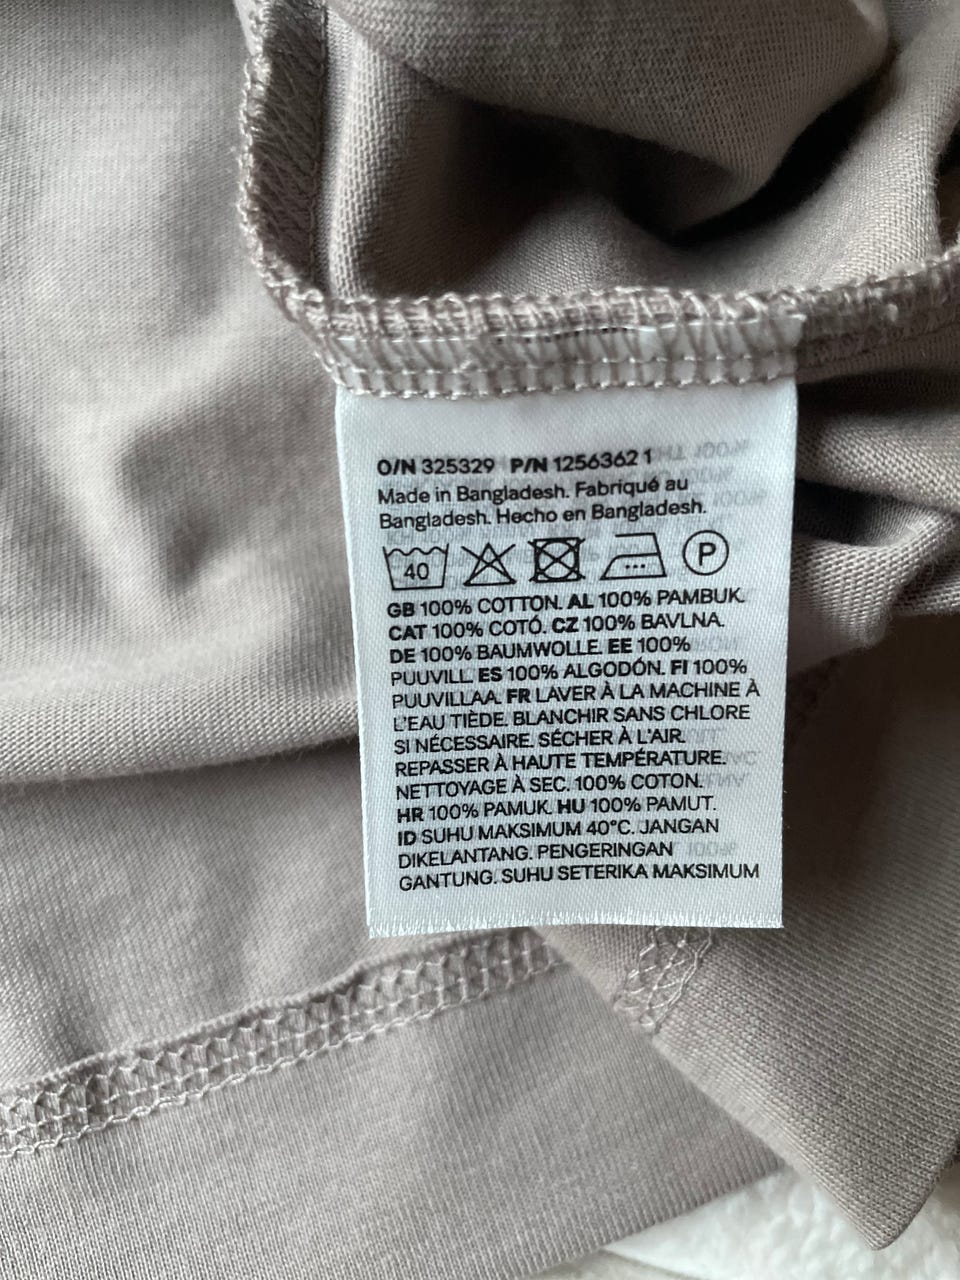 O/N 325329 P/N 1256362 1
Made in Bangladesh. Fabriqué au
Bangladesh. Hecho en Bangladesh.
40 P
GB 100% COTTON. AL 100% PAMBUK.
CAT 100% COTÓ. CZ 100% BAVLNA.
DE 100% BAUMWOLLE. EE 100%
PUUVILL. ES 100% ALGODÓN. FI 100%
PUUVILLAA. FR LAVER À LA MACHINE À
L'EAU TIÈDE. BLANCHIR SANS CHLORE
SI NÉCESSAIRE. SÉCHER À L'AIR.
REPASSER À HAUTE TEMPÉRATURE.
NETTOYAGE À SEC. 100% COTON.
HR 100% PAMUK. HU 100% PAMUT.
ID SUHU MAKSIMUM 40°C. JANGAN
DIKELANTANG. PENGERINGAN
GANTUNG. SUHU SETERIKA MAKSIMUM